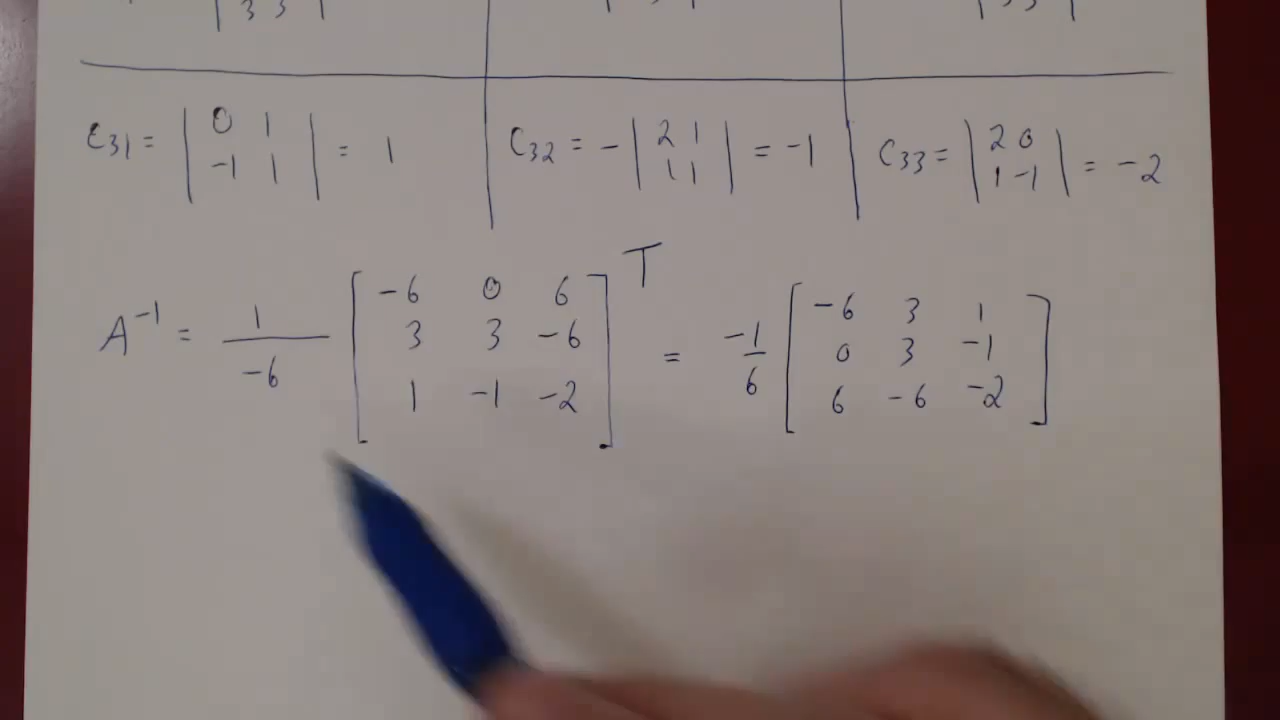 3 3
C31 = | 0 1 | = 1 C32 = - | 2 1 | = -1 C33 = | 2 0 | = -2
| -1 1 | | 1 1 | | 1 -1 |
A^-1 = 1/-6 [ -6 0 6 ]^T = -1/6 [ -6 3 1 ]
[ 3 3 -6 ] [ 0 3 -1 ]
[ 1 -1 -2 ] [ 6 -6 -2 ]